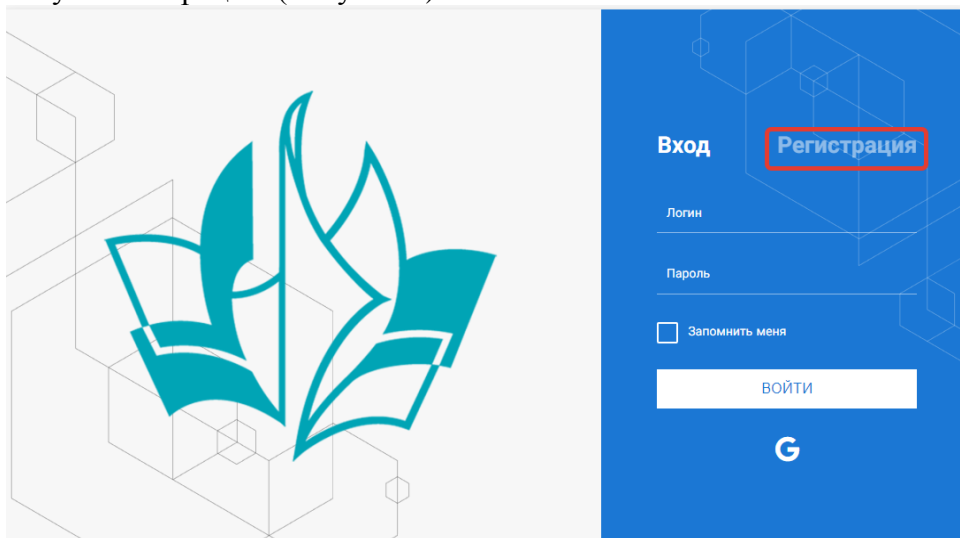 Вход Регистрация
Логин
Пароль
Запомнить меня
ВОЙТИ
G